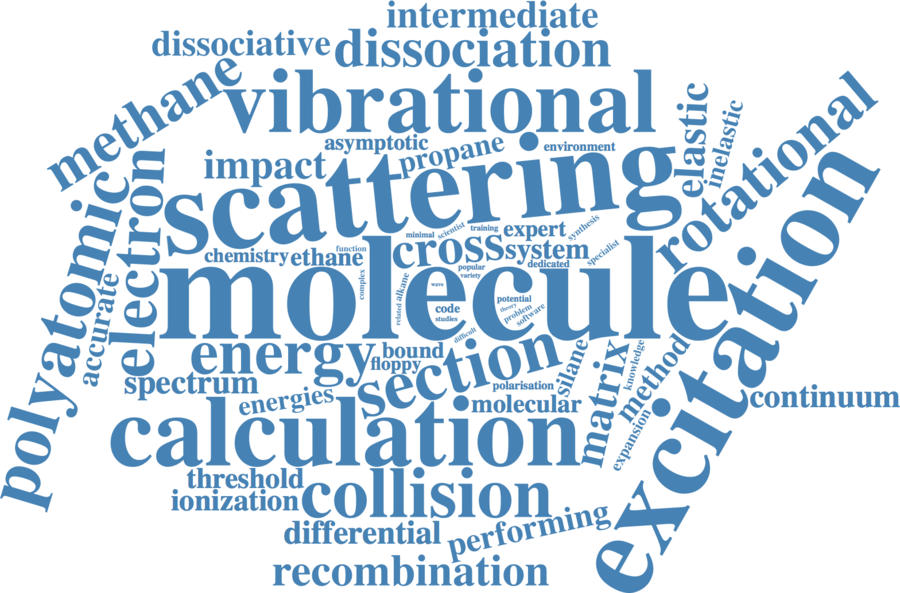 intermediate
dissociative
dissociation
methane
vibrational
elastic
inelastic
rotational
asymptotic
propane
environment
impact
scattering
polyatomic
electron
accurate
minimal
scientist
training
expert
synthesis
chemistry
ethane
function
cross
system
specialist
popular
variety
dedicated
complex
related
alkane
wave
molecule
code
studies
potential
theory
problem
software
difficult
excitation
energy
bound
floppy
section
silane
matrix
knowledge
method
expansion
spectrum
energies
polarisation
molecular
continuum
calculation
threshold
ionization
collision
differential
performing
recombination